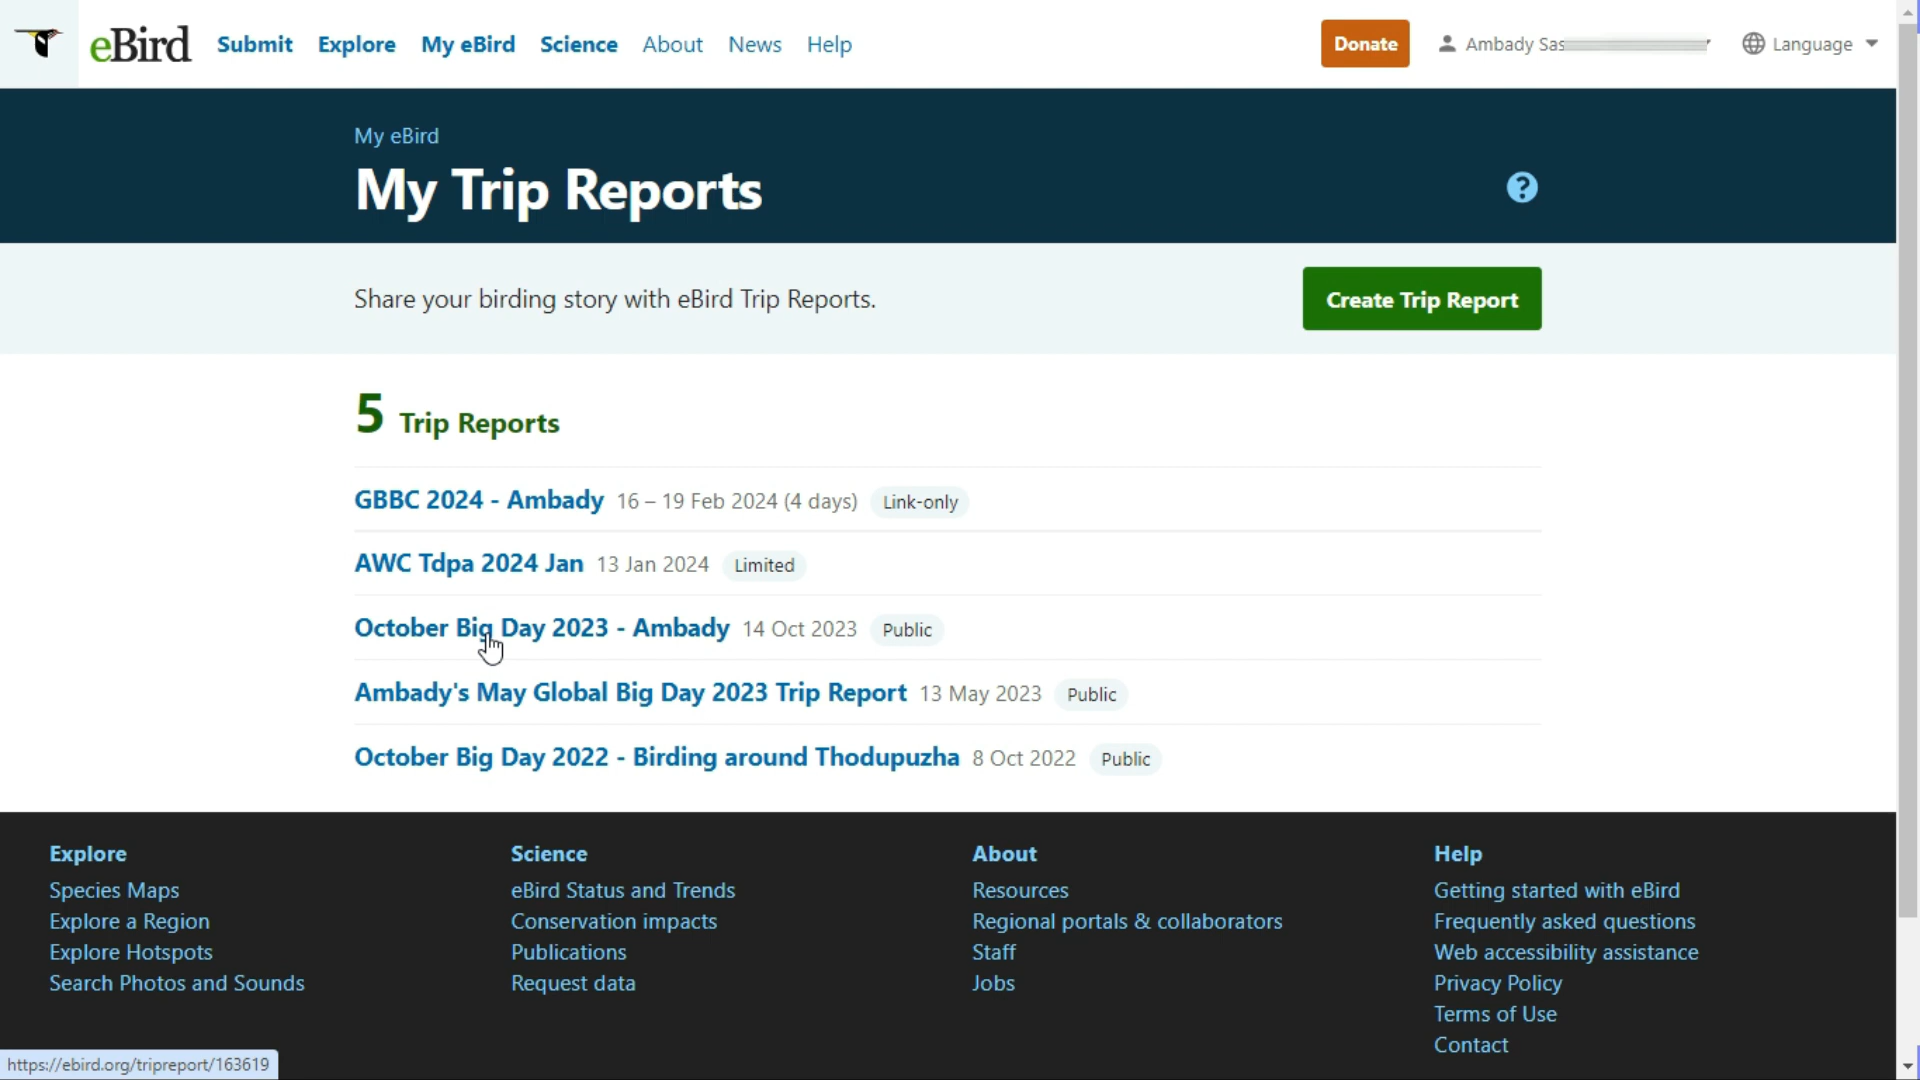 eBird Submit Explore My eBird Science About News Help Donate Ambady Sas Language
My eBird
My Trip Reports
?
Share your birding story with eBird Trip Reports.
Create Trip Report
5 Trip Reports
GBBC 2024 - Ambady 16 – 19 Feb 2024 (4 days) Link-only
AWC Tdpa 2024 Jan 13 Jan 2024 Limited
October Big Day 2023 - Ambady 14 Oct 2023 Public
Ambady's May Global Big Day 2023 Trip Report 13 May 2023 Public
October Big Day 2022 - Birding around Thodupuzha 8 Oct 2022 Public
Explore
Species Maps
Explore a Region
Explore Hotspots
Search Photos and Sounds
Science
eBird Status and Trends
Conservation impacts
Publications
Request data
About
Resources
Regional portals & collaborators
Staff
Jobs
Help
Getting started with eBird
Frequently asked questions
Web accessibility assistance
Privacy Policy
Terms of Use
Contact
https://ebird.org/tripreport/163619